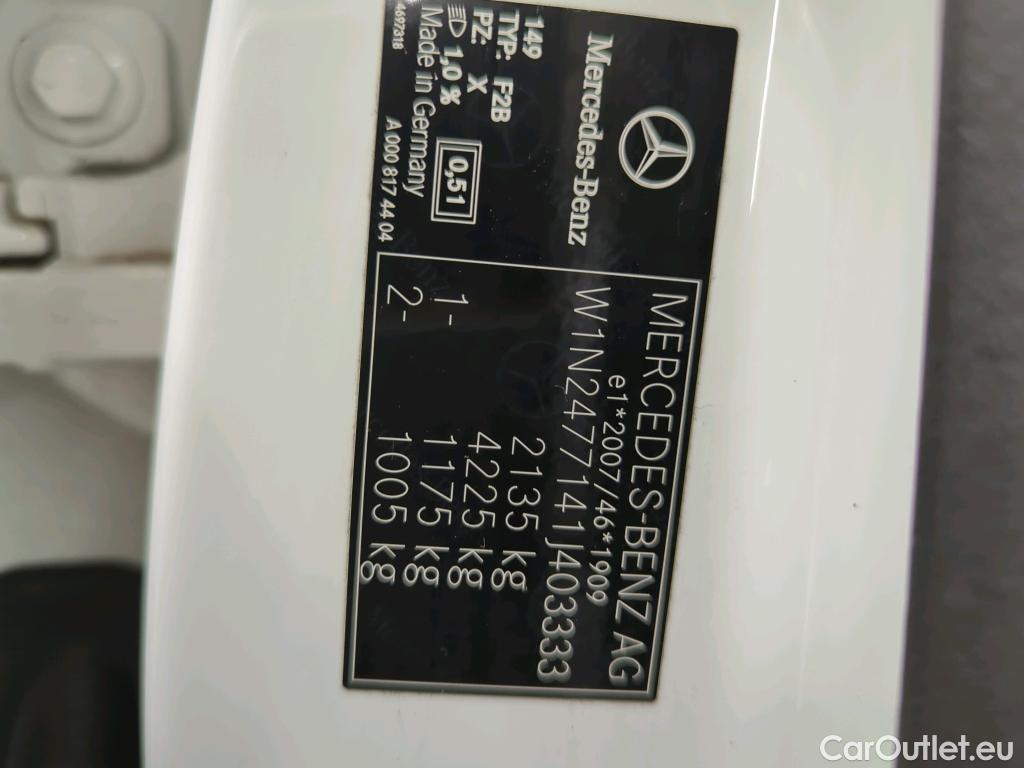 MERCEDES-BENZ AG
e1*2007/46*1909
W1N2477141J403333
2135 kg
4225 kg
1- 1175 kg
2- 1005 kg
Mercedes-Benz
149
TYP: F2B
PZ: X
1,0 % 0,51
Made in Germany
4697318 A 000 817 44 04
CarOutlet.eu